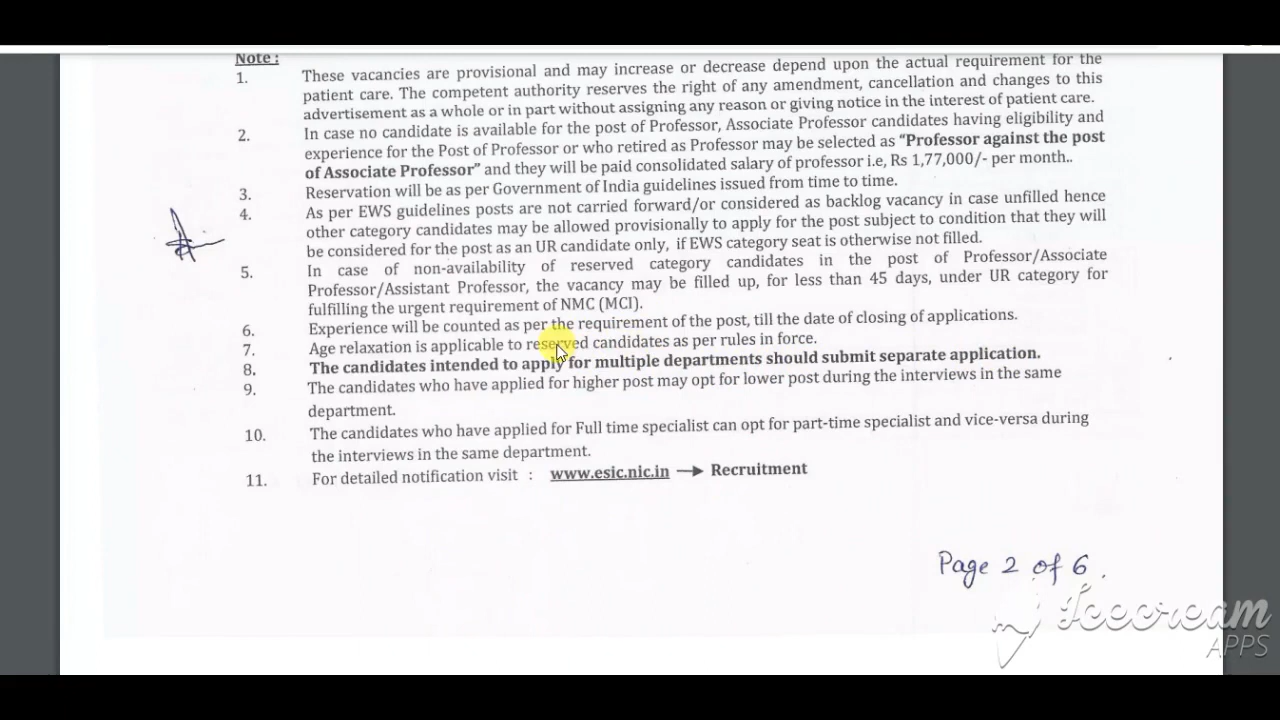 Note :
1. These vacancies are provisional and may increase or decrease depend upon the actual requirement for the
patient care. The competent authority reserves the right of any amendment, cancellation and changes to this
advertisement as a whole or in part without assigning any reason or giving notice in the interest of patient care.
2. In case no candidate is available for the post of Professor, Associate Professor candidates having eligibility and
experience for the Post of Professor or who retired as Professor may be selected as “Professor against the post
of Associate Professor” and they will be paid consolidated salary of professor i.e, Rs 1,77,000/- per month..
3. Reservation will be as per Government of India guidelines issued from time to time.
4. As per EWS guidelines posts are not carried forward/or considered as backlog vacancy in case unfilled hence
other category candidates may be allowed provisionally to apply for the post subject to condition that they will
be considered for the post as an UR candidate only, if EWS category seat is otherwise not filled.
5. In case of non-availability of reserved category candidates in the post of Professor/Associate
Professor/Assistant Professor, the vacancy may be filled up, for less than 45 days, under UR category for
fulfilling the urgent requirement of NMC (MCI).
6. Experience will be counted as per the requirement of the post, till the date of closing of applications.
7. Age relaxation is applicable to reserved candidates as per rules in force.
8. The candidates intended to apply for multiple departments should submit separate application.
9. The candidates who have applied for higher post may opt for lower post during the interviews in the same
department.
10. The candidates who have applied for Full time specialist can opt for part-time specialist and vice-versa during
the interviews in the same department.
11. For detailed notification visit : www.esic.nic.in → Recruitment
Page 2 of 6.
Icecream
APPS